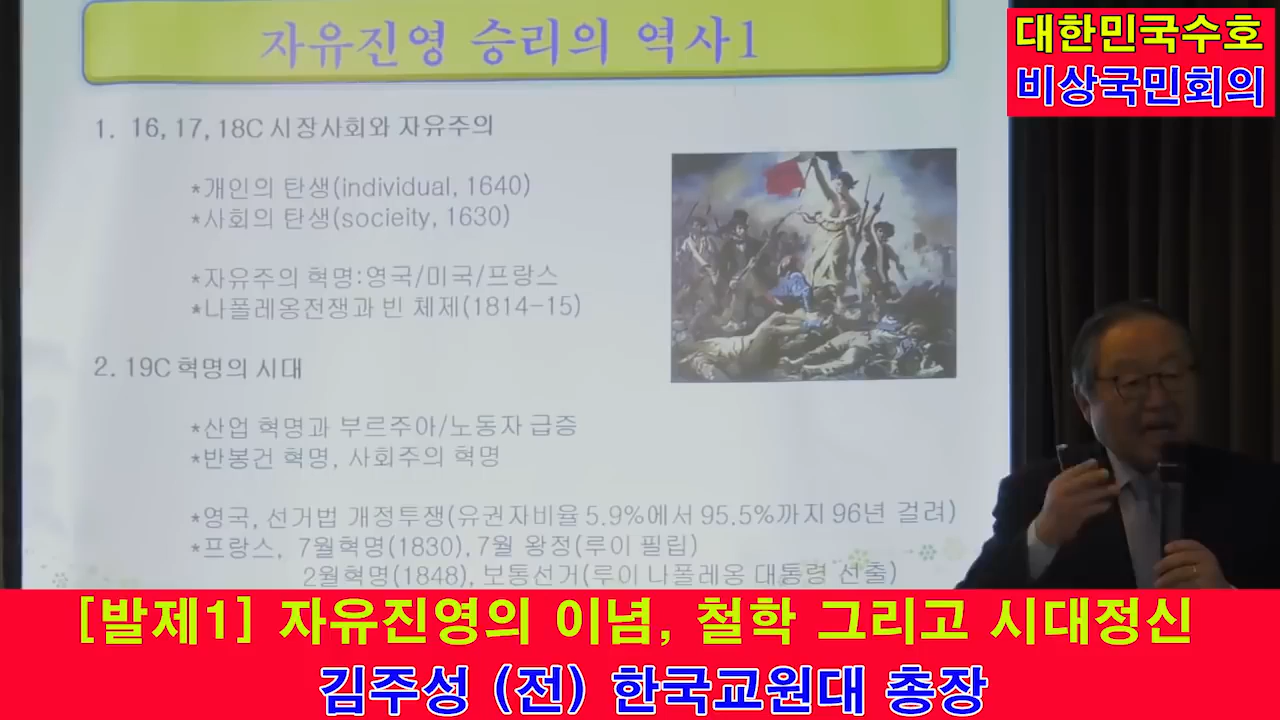 자유진영 승리의 역사1
대한민국수호
비상국민회의
1. 16, 17, 18C 시장사회와 자유주의
*개인의 탄생(individual, 1640)
*사회의 탄생(socieity, 1630)
*자유주의 혁명:영국/미국/프랑스
*나폴레옹전쟁과 빈 체제(1814-15)
2. 19C 혁명의 시대
*산업 혁명과 부르주아/노동자 급증
*반봉건 혁명, 사회주의 혁명
*영국, 선거법 개정투쟁(유권자비율 5.9%에서 95.5%까지 96년 걸려)
*프랑스, 7월혁명(1830), 7월 왕정(루이 필립)
2월혁명(1848), 보통선거(루이 나폴레옹 대통령 선출)
[발제1] 자유진영의 이념, 철학 그리고 시대정신
김주성 (전) 한국교원대 총장